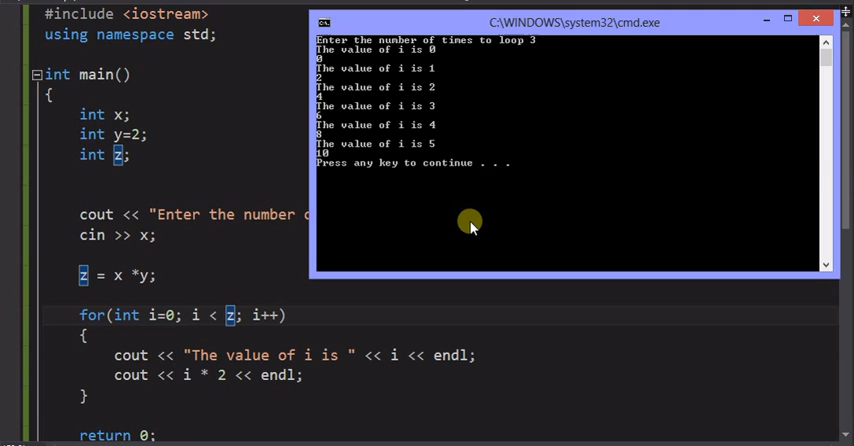 #include <iostream>
using namespace std;
int main()
{
int x;
int y=2;
int z;
cout << "Enter the number
cin >> x;
z = x *y;
for(int i=0; i < z; i++)
{
cout << "The value of i is " << i << endl;
cout << i * 2 << endl;
}
return 0;
C:\WINDOWS\system32\cmd.exe
Enter the number of times to loop 3
The value of i is 0
0
The value of i is 1
2
The value of i is 2
4
The value of i is 3
6
The value of i is 4
8
The value of i is 5
10
Press any key to continue . . .